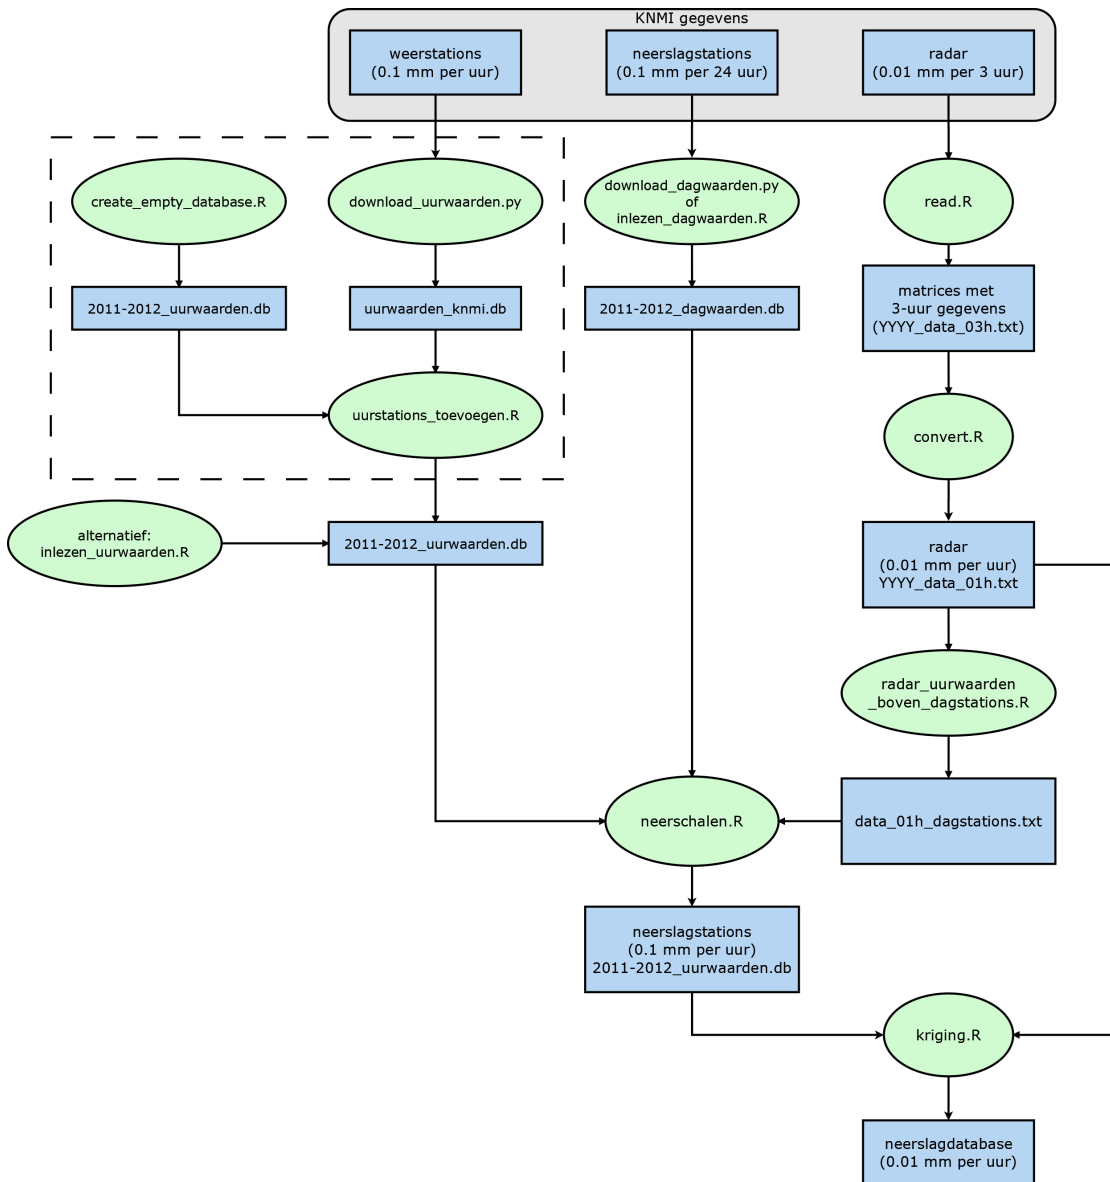 KNMI gegevens
weerstations
(0.1 mm per uur)
neerslagstations
(0.1 mm per 24 uur)
radar
(0.01 mm per 3 uur)
create_empty_database.R
download_uurwaarden.py
download_dagwaarden.py
of
inlezen_dagwaarden.R
read.R
2011-2012_uurwaarden.db
uurwaarden_knmi.db
2011-2012_dagwaarden.db
matrices met
3-uur gegevens
(YYYY_data_03h.txt)
uurstations_toevoegen.R
convert.R
alternatief:
inlezen_uurwaarden.R
2011-2012_uurwaarden.db
radar
(0.01 mm per uur)
YYYY_data_01h.txt
radar_uurwaarden
_boven_dagstations.R
neerschalen.R
data_01h_dagstations.txt
neerslagstations
(0.1 mm per uur)
2011-2012_uurwaarden.db
kriging.R
neerslagdatabase
(0.01 mm per uur)